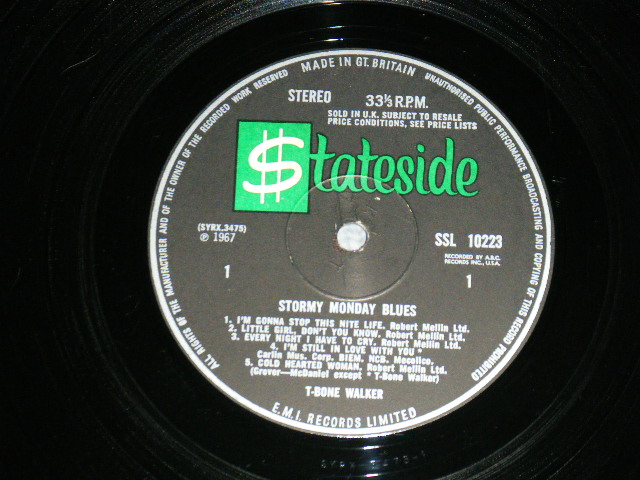 MADE IN GT. BRITAIN
UNAUTHORISED PUBLIC PERFORMANCE BROADCASTING AND COPYING OF THIS RECORD PROHIBITED
E.M.I. RECORDS LIMITED
ALL RIGHTS OF THE MANUFACTURER AND OF THE OWNER OF THE RECORDED WORK RESERVED
STEREO 33⅓ R.P.M.
SOLD IN U.K. SUBJECT TO RESALE
PRICE CONDITIONS, SEE PRICE LISTS
$tateside
(SYRX.3475)
℗ 1967
SSL 10223
RECORDED BY A.B.C.
RECORDS INC., U.S.A.
1
1
STORMY MONDAY BLUES
1. I'M GONNA STOP THIS NITE LIFE. Robert Mellin Ltd.
2. LITTLE GIRL, DON'T YOU KNOW. Robert Mellin Ltd.
3. EVERY NIGHT I HAVE TO CRY. Robert Mellin Ltd.
4. I'M STILL IN LOVE WITH YOU"
Carlin Mus. Corp. BIEM. NCB. Mecolico.
5. COLD HEARTED WOMAN. Robert Mellin Ltd.
(Grover—McDaniel except "T-Bone Walker)
T-BONE WALKER